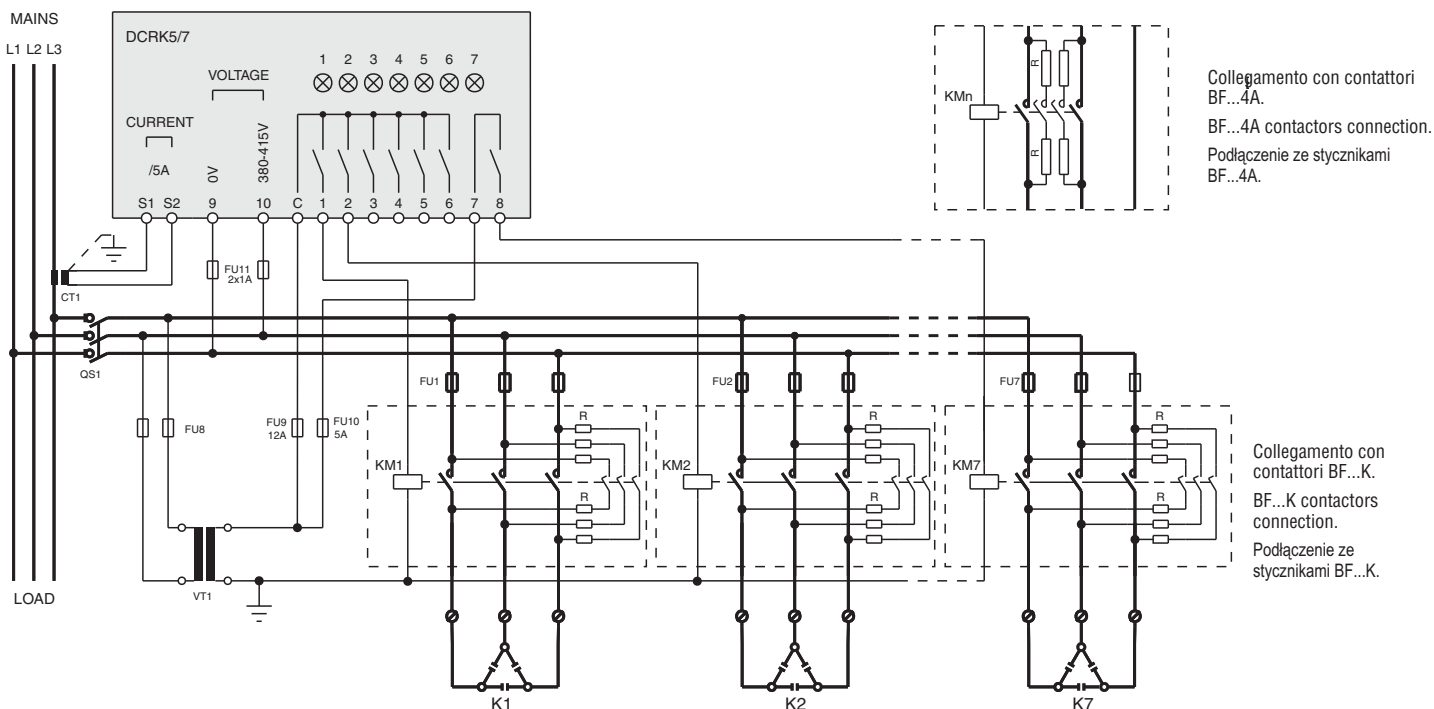 MAINS
L1 L2 L3
DCRK5/7
1 2 3 4 5 6 7
VOLTAGE
CURRENT
/5A
0V
380-415V
S1 S2 9 10 C 1 2 3 4 5 6 7 8
CT1
FU11
2x1A
QS1
FU8
FU9
12A
FU10
5A
VT1
LOAD
FU1
FU2
FU7
KM1
R
R
KM2
R
R
KM7
R
R
K1
K2
K7
KMn
R
R
Collegamento con contattori
BF...4A.
BF...4A contactors connection.
Podłączenie ze stycznikami
BF...4A.
Collegamento con
contattori BF...K.
BF...K contactors
connection.
Podłączenie ze
stycznikami BF...K.